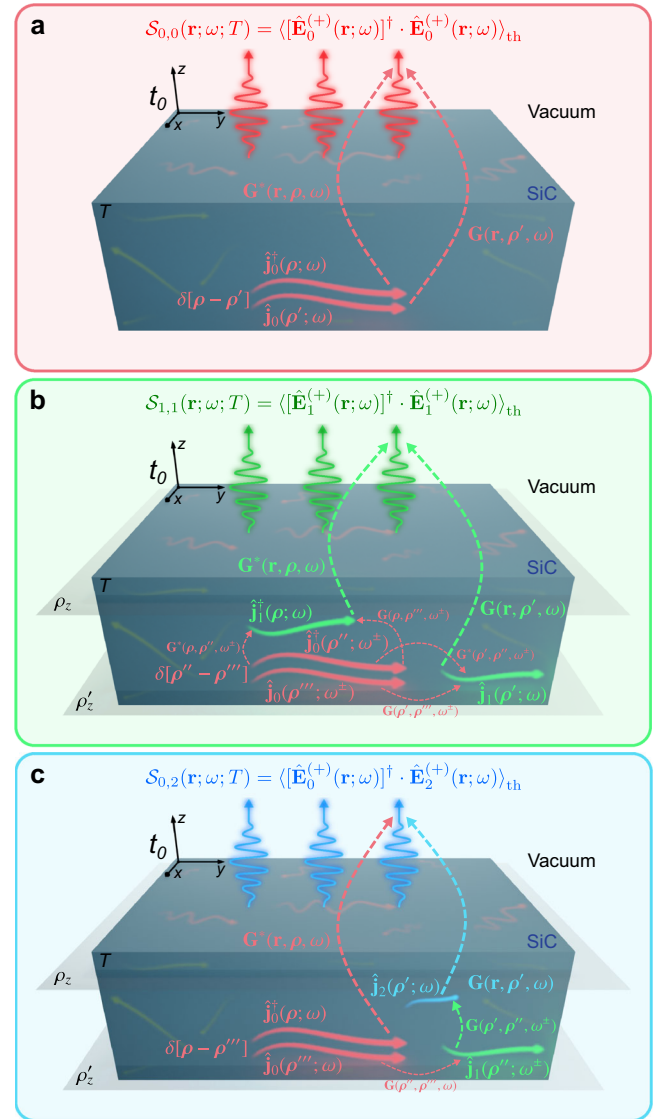 a
𝒮₀,₀(r; ω; T) = ⟨[Ê₀⁽⁺⁾(r; ω)]† · Ê₀⁽⁺⁾(r; ω)⟩th
z
t₀
x
y
Vacuum
G*(r, ρ, ω)
SiC
T
G(r, ρ′, ω)
ĵ₀†(ρ; ω)
δ[ρ − ρ′]
ĵ₀(ρ′; ω)
b
𝒮₁,₁(r; ω; T) = ⟨[Ê₁⁽⁺⁾(r; ω)]† · Ê₁⁽⁺⁾(r; ω)⟩th
z
t₀
x
y
Vacuum
G*(r, ρ, ω)
SiC
T
ρz
ĵ₁†(ρ; ω)
G(ρ, ρ‴, ω±)
G(r, ρ′, ω)
G*(ρ, ρ″, ω±)
ĵ₀†(ρ″; ω±)
G*(ρ′, ρ″, ω±)
δ[ρ″ − ρ‴]
ĵ₀(ρ‴; ω±)
ĵ₁(ρ′; ω)
ρ′z
G(ρ′, ρ‴, ω±)
c
𝒮₀,₂(r; ω; T) = ⟨[Ê₀⁽⁺⁾(r; ω)]† · Ê₂⁽⁺⁾(r; ω)⟩th
z
t₀
x
y
Vacuum
G*(r, ρ, ω)
SiC
T
ρz
ĵ₂(ρ′; ω)
G(r, ρ′, ω)
ĵ₀†(ρ; ω)
G(ρ′, ρ″, ω±)
δ[ρ − ρ‴]
ĵ₀(ρ‴; ω)
ĵ₁(ρ″; ω±)
ρ′z
G(ρ″, ρ‴, ω)